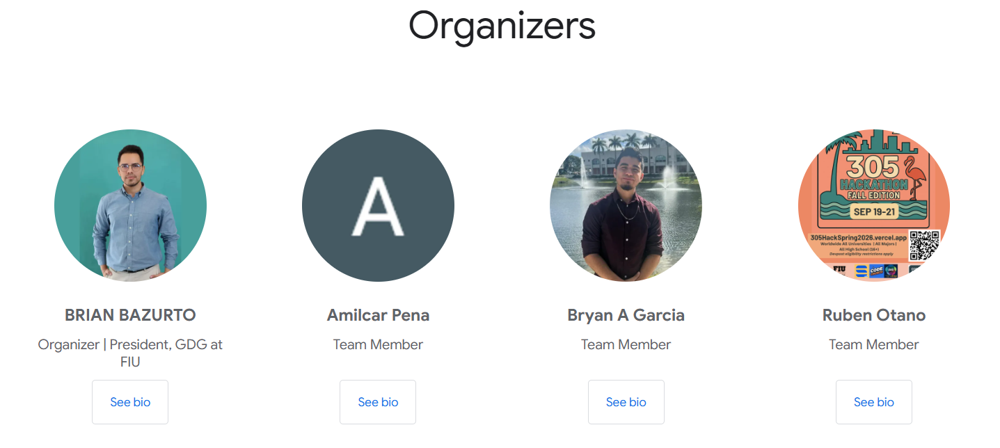 Organizers
A
305
HACKATHON
FALL EDITION
SEP 19-21
305HackSpring2026.vercel.app
Worldwide All Universities | All Majors |
All High School (16+)
Devpost eligibility restrictions apply
FIU
CODE
BRIAN BAZURTO
Organizer | President, GDG at
FIU
See bio
Amilcar Pena
Team Member
See bio
Bryan A Garcia
Team Member
See bio
Ruben Otano
Team Member
See bio